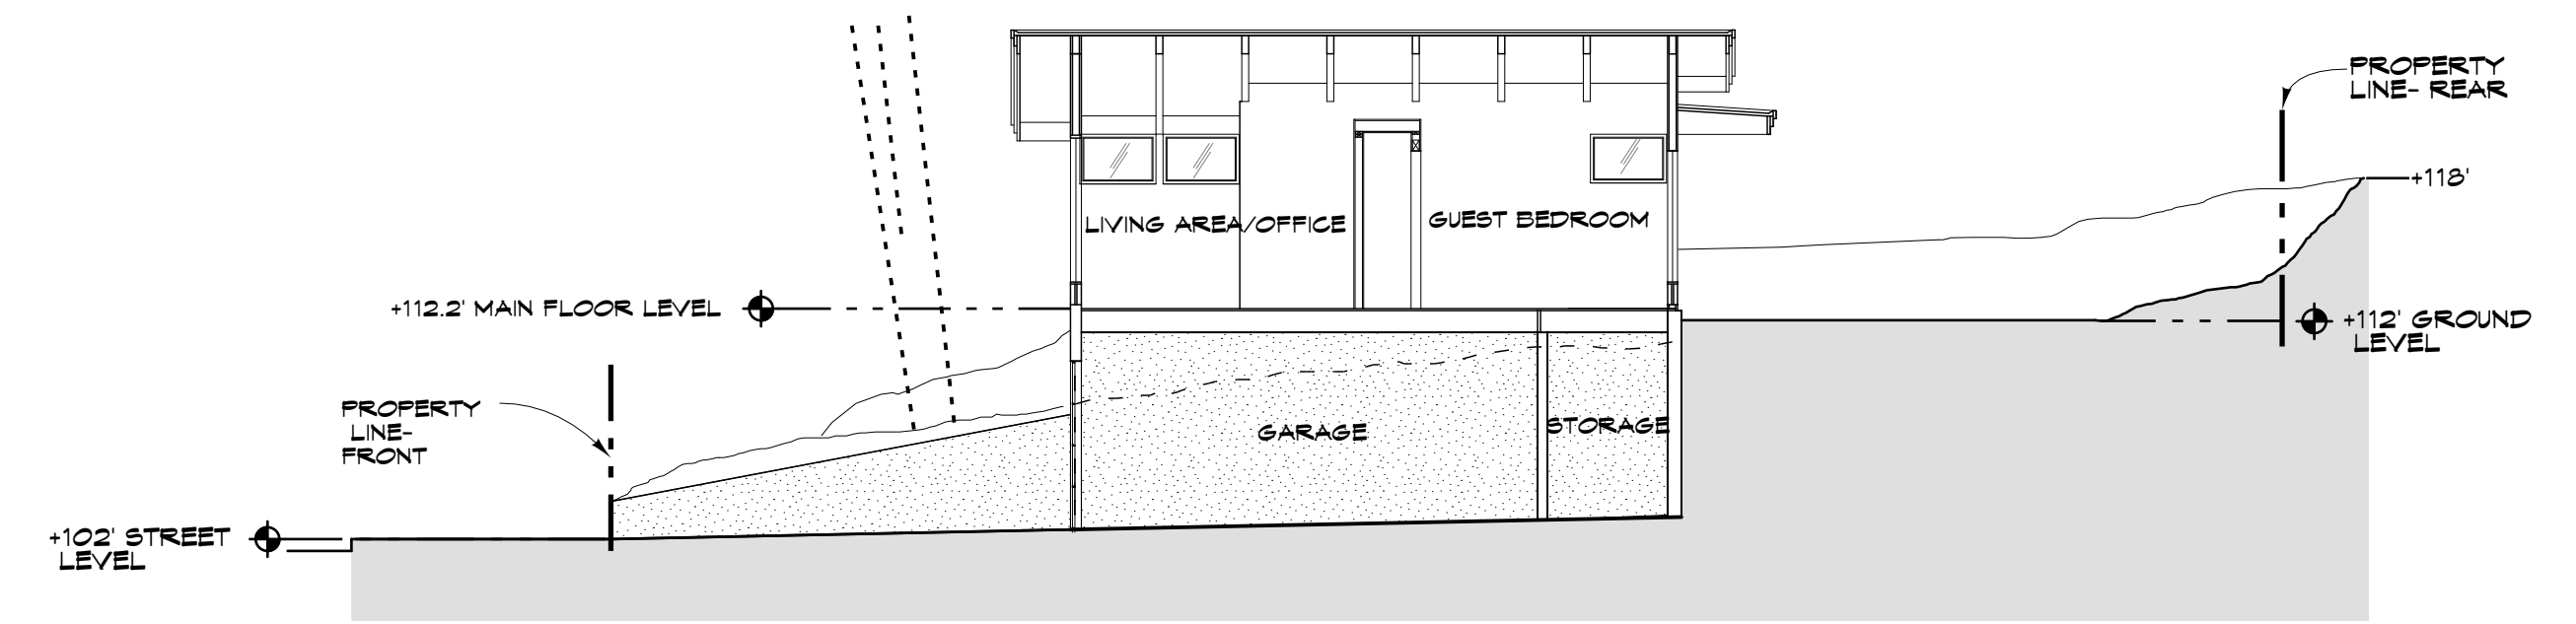 PROPERTY
LINE- REAR
+118'
LIVING AREA/OFFICE
GUEST BEDROOM
+112.2' MAIN FLOOR LEVEL
+112' GROUND
LEVEL
PROPERTY
LINE-
FRONT
GARAGE
STORAGE
+102' STREET
LEVEL